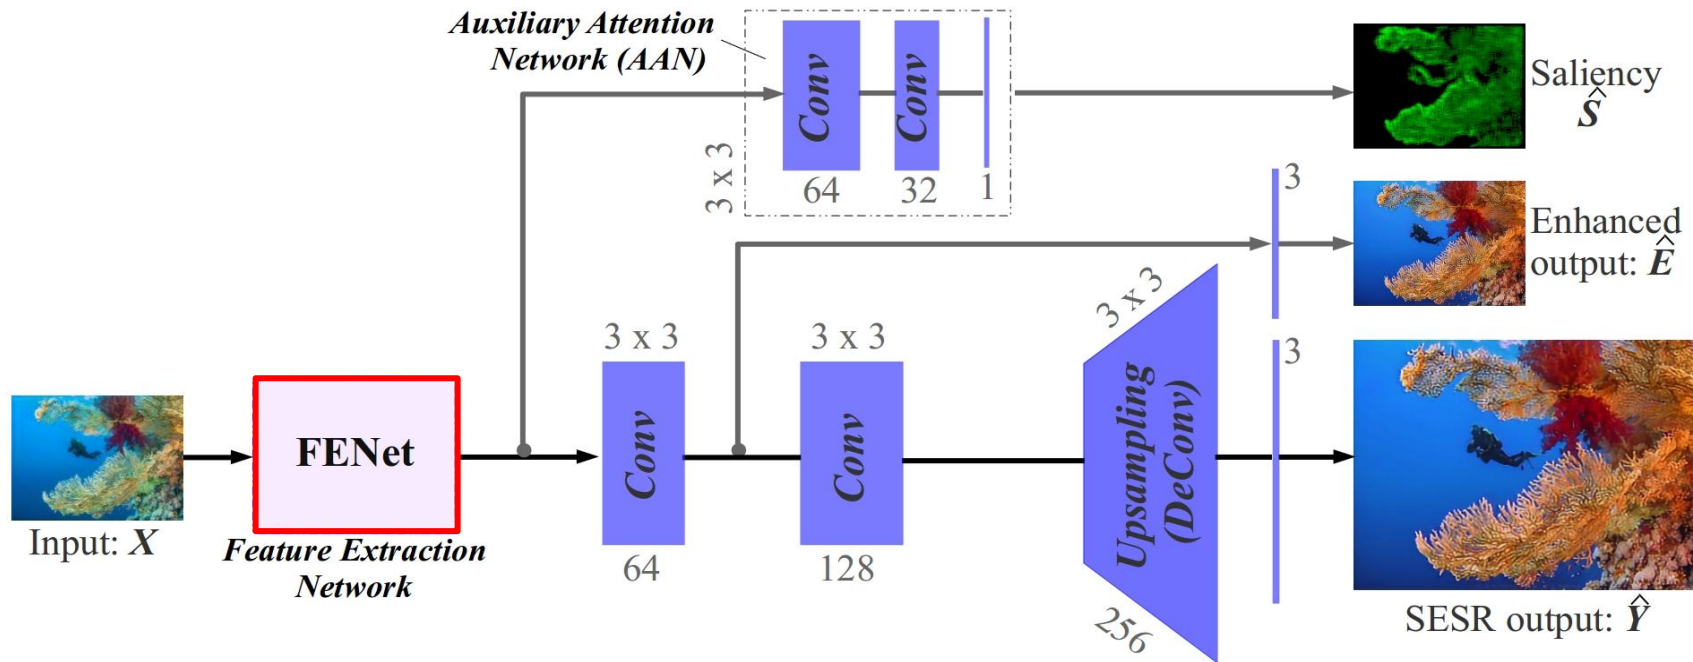 Auxiliary Attention
Network (AAN)
3 x 3
Conv
64
Conv
32
1
Saliency
Ŝ
3
Enhanced
output: Ê
Input: X
FENet
Feature Extraction
Network
3 x 3
Conv
64
3 x 3
Conv
128
3 x 3
Upsampling
(DeConv)
256
3
SESR output: Ŷ